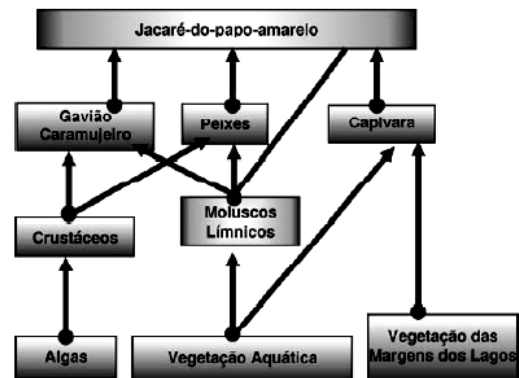 Jacaré-do-papo-amarelo
Gavião
Caramujeiro
Peixes
Capivara
Crustáceos
Moluscos
Límnicos
Algas
Vegetação Aquática
Vegetação das
Margens dos Lagos